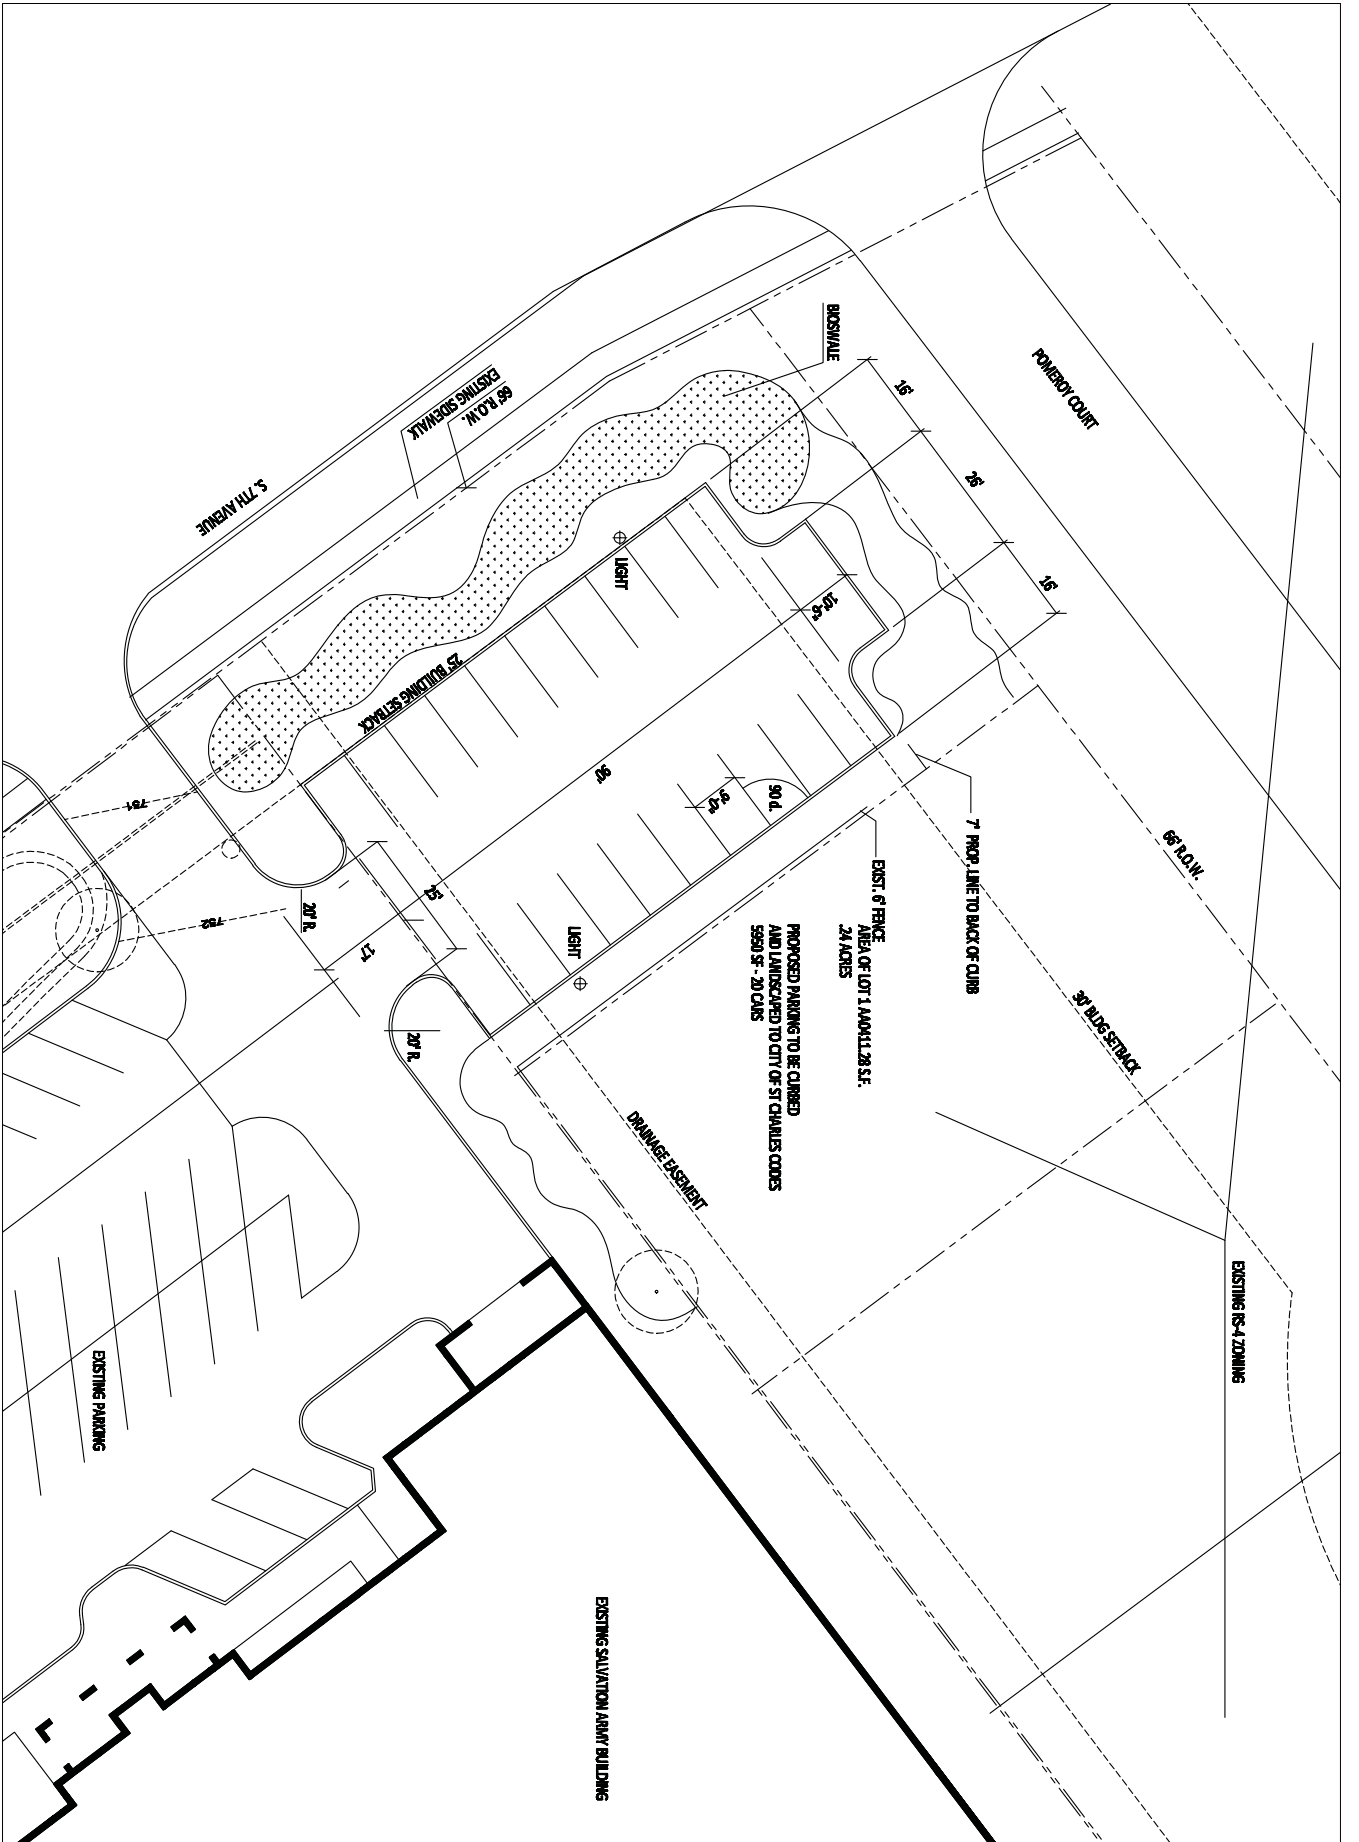 BIOSWALE
POMEROY COURT
16'
26'
16'
66' R.O.W.
EXISTING SIDEWALK
S. 7TH AVENUE
LIGHT
10'-6"
25' BUILDING SETBACK
90'
9'-0"
90 d.
7' PROP. LINE TO BACK OF CURB
66' R.O.W.
EXIST. 6' FENCE
AREA OF LOT 1 AA0411.28 S.F.
.24 ACRES
PROPOSED PARKING TO BE CURBED
AND LANDSCAPED TO CITY OF ST CHARLES CODES
5950 SF - 20 CARS
30' BLDG SETBACK
751
752
20' R.
25'
17'
LIGHT
20' R.
DRAINAGE EASEMENT
EXISTING RS-4 ZONING
EXISTING PARKING
EXISTING SALVATION ARMY BUILDING